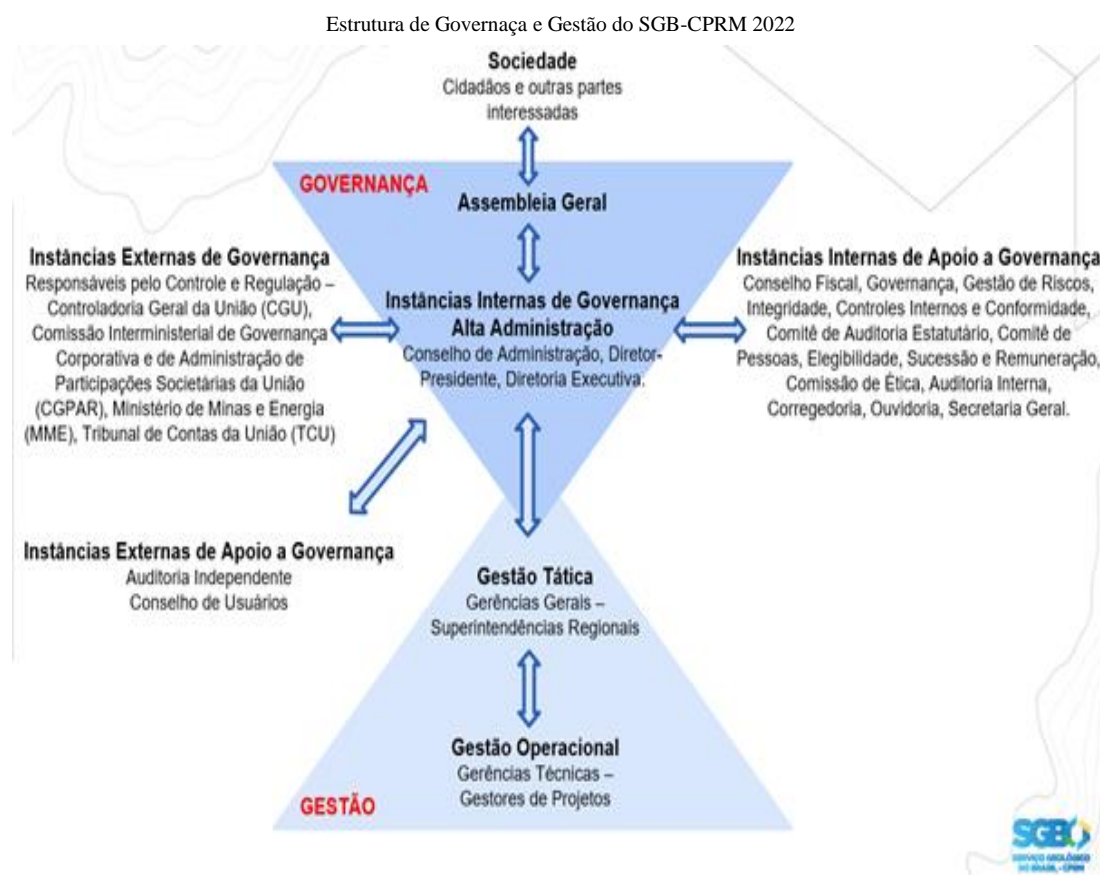 Estrutura de Governaça e Gestão do SGB-CPRM 2022
Sociedade
Cidadãos e outras partes
interessadas
GOVERNANÇA
Assembleia Geral
Instâncias Externas de Governança
Responsáveis pelo Controle e Regulação –
Controladoria Geral da União (CGU),
Comissão Interministerial de Governança
Corporativa e de Administração de
Participações Societárias da União
(CGPAR), Ministério de Minas e Energia
(MME), Tribunal de Contas da União (TCU)
Instâncias Internas de Governança
Alta Administração
Conselho de Administração, Diretor-
Presidente, Diretoria Executiva.
Instâncias Internas de Apoio a Governança
Conselho Fiscal, Governança, Gestão de Riscos,
Integridade, Controles Internos e Conformidade,
Comitê de Auditoria Estatutário, Comitê de
Pessoas, Elegibilidade, Sucessão e Remuneração,
Comissão de Ética, Auditoria Interna,
Corregedoria, Ouvidoria, Secretaria Geral.
Instâncias Externas de Apoio a Governança
Auditoria Independente
Conselho de Usuários
Gestão Tática
Gerências Gerais –
Superintendências Regionais
Gestão Operacional
Gerências Técnicas –
Gestores de Projetos
GESTÃO
SGB
SERVIÇO GEOLÓGICO
DO BRASIL – CPRM